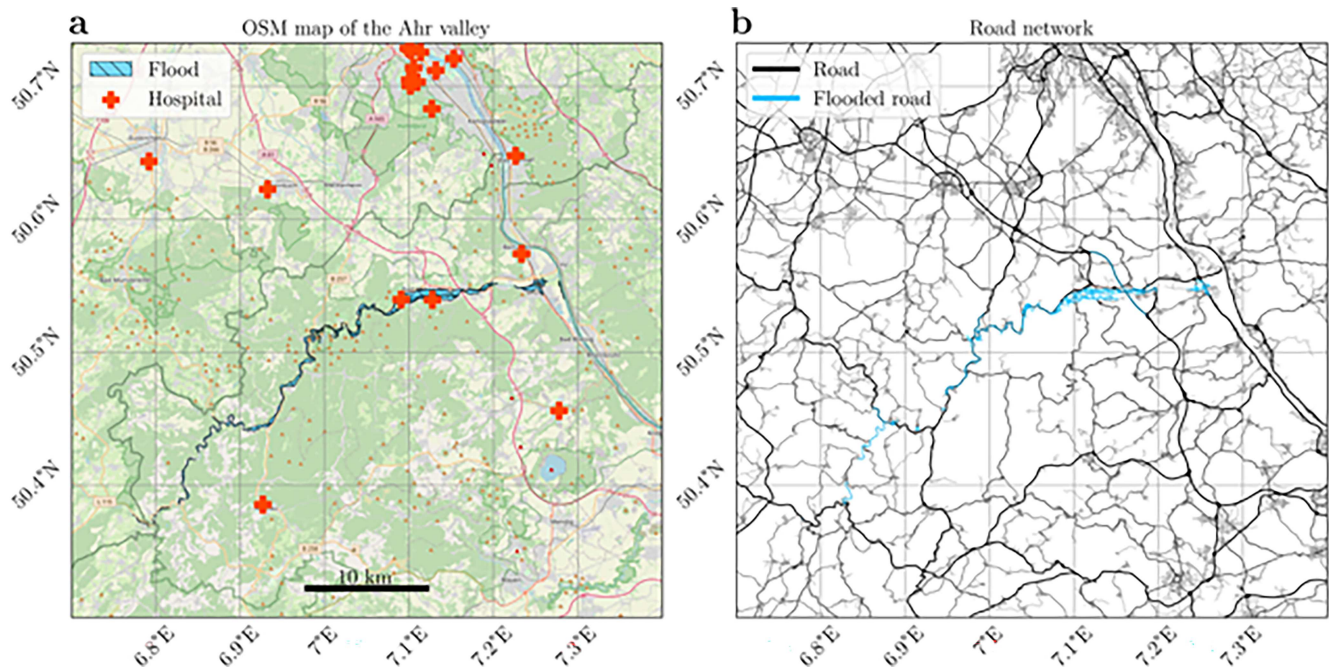 a
OSM map of the Ahr valley
Flood
Hospital
50.7°N
50.6°N
50.5°N
50.4°N
10 km
6.8°E
6.9°E
7°E
7.1°E
7.2°E
7.3°E
b
Road network
Road
Flooded road
50.7°N
50.6°N
50.5°N
50.4°N
6.8°E
6.9°E
7°E
7.1°E
7.2°E
7.3°E